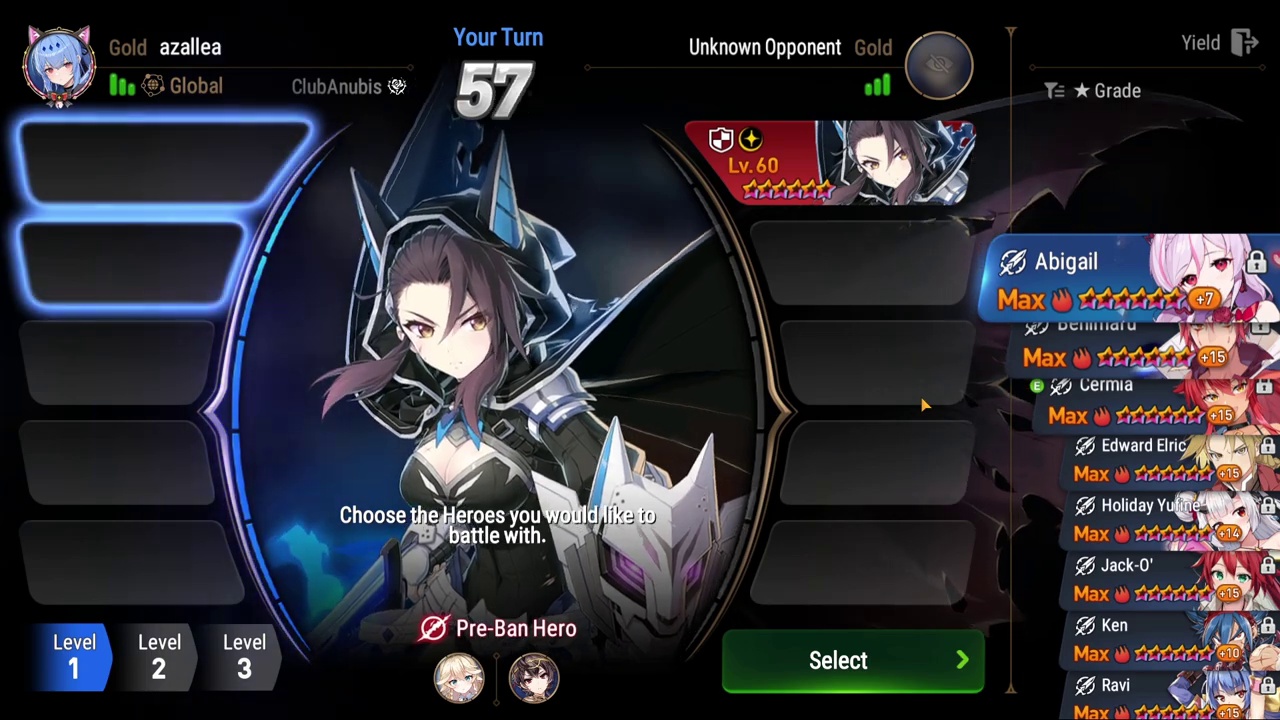 Gold azallea
Global
ClubAnubis
Your Turn
57
Unknown Opponent Gold
Yield
Grade
Lv.60
Abigail
Max +7
Benimaru
Max +15
E Cermia
Max +15
Edward Elric
Max +15
Holiday Yufine
Max +14
Jack-O'
Max +15
Ken
Max +10
Ravi
Max +15
Choose the Heroes you would like to
battle with.
Pre-Ban Hero
Level
1
Level
2
Level
3
Select